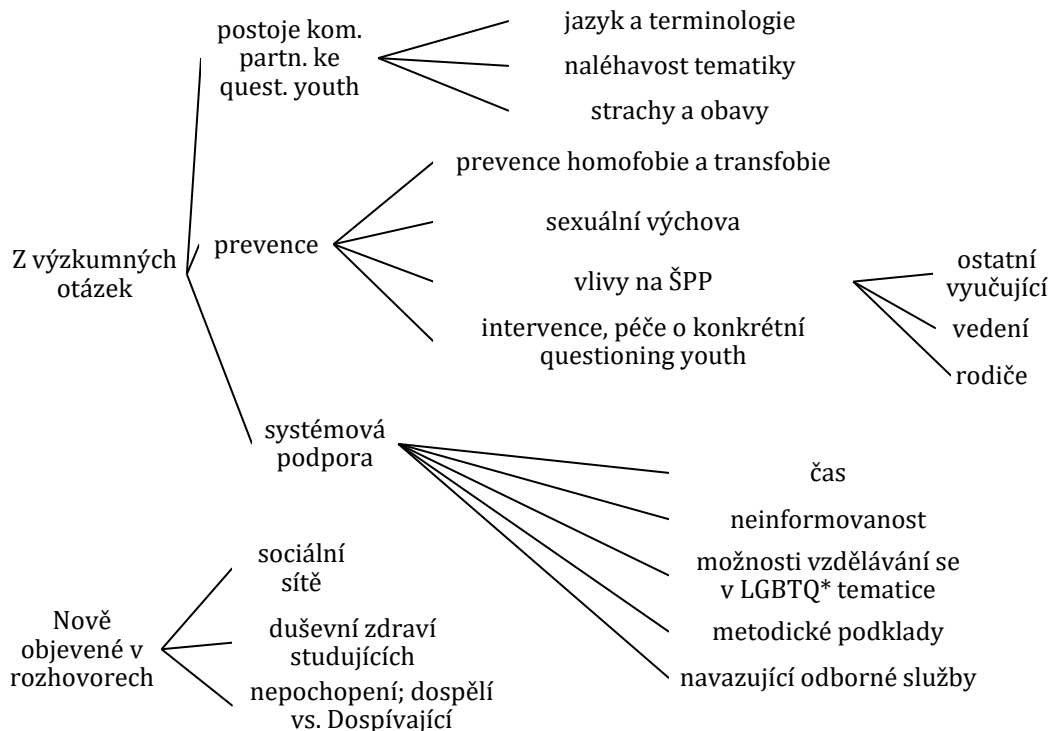 postoje kom.
partn. ke
quest. youth
jazyk a terminologie
naléhavost tematiky
strachy a obavy
Z výzkumných
otázek
prevence
prevence homofobie a transfobie
sexuální výchova
vlivy na ŠPP
intervence, péče o konkrétní
questioning youth
ostatní
vyučující
vedení
rodiče
systémová
podpora
čas
neinformovanost
možnosti vzdělávání se
v LGBTQ* tematice
metodické podklady
navazující odborné služby
Nově
objevené v
rozhovorech
sociální
sítě
duševní zdraví
studujících
nepochopení; dospělí
vs. Dospívající